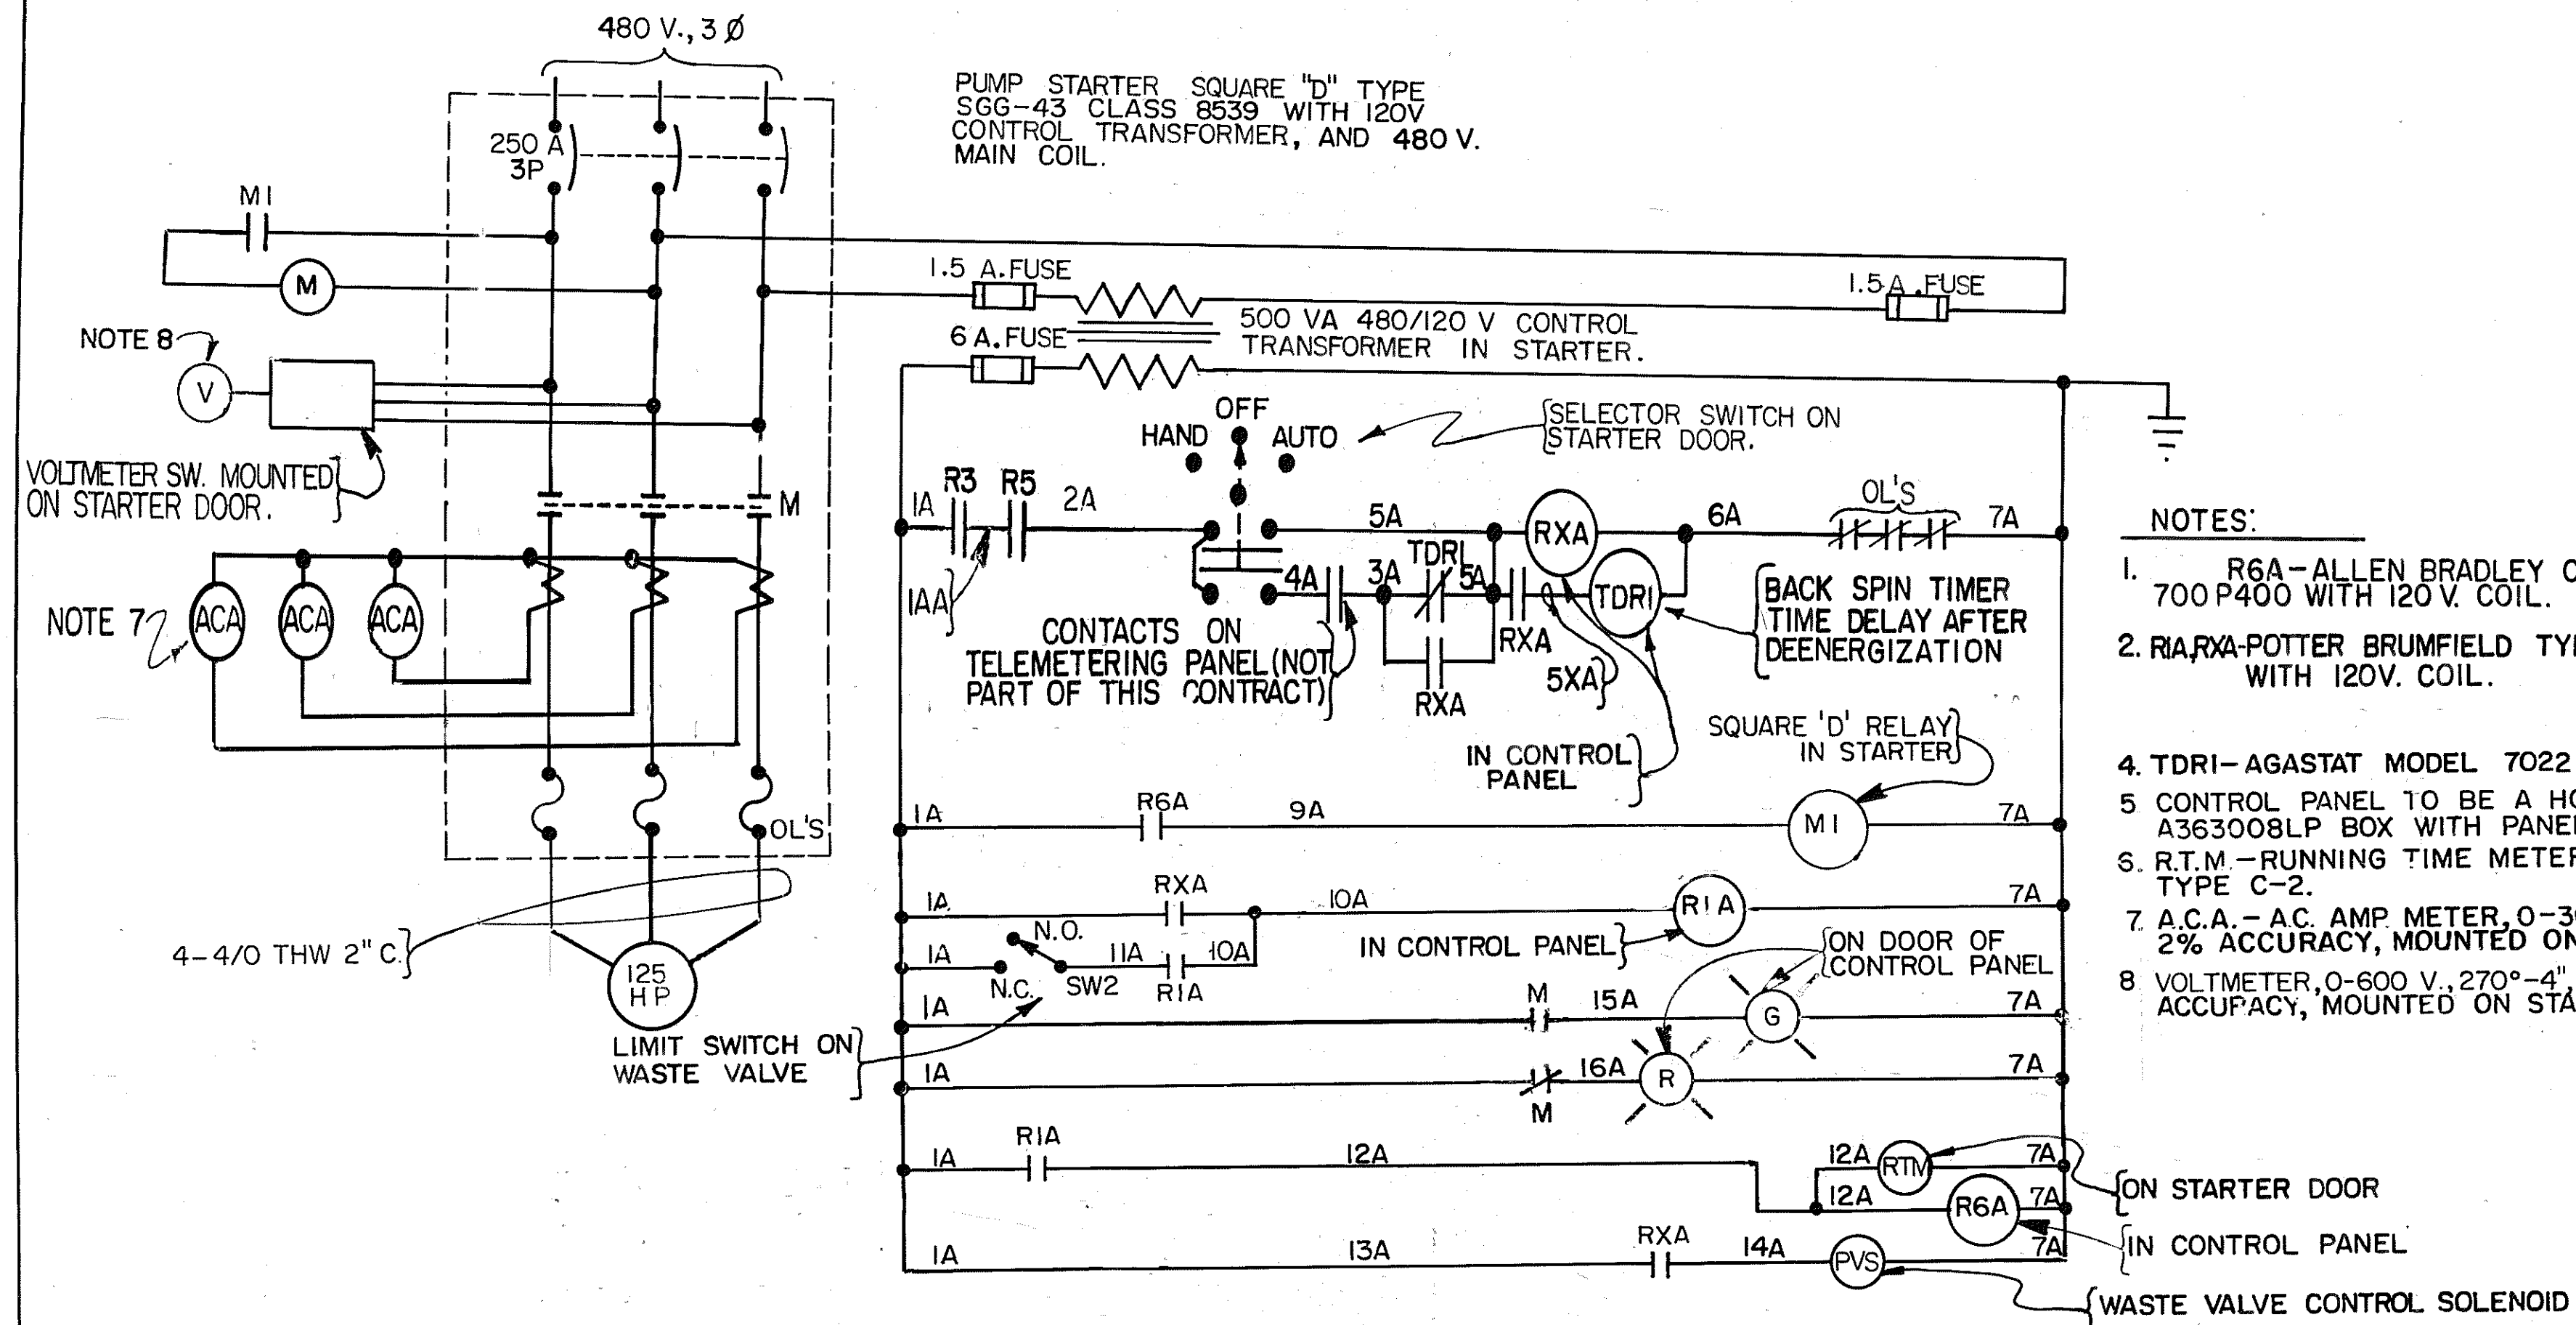 480 V., 3 Ø
PUMP STARTER SQUARE "D" TYPE
SGG-43 CLASS 8539 WITH 120V
CONTROL TRANSFORMER, AND 480 V.
MAIN COIL.
250 A
3P
M1
M
NOTE 8
V
VOLTMETER SW. MOUNTED
ON STARTER DOOR.
M
NOTE 7
ACA
ACA
ACA
OL'S
4-4/0 THW 2" C.
125
HP
1.5 A. FUSE
1.5 A. FUSE
6 A. FUSE
500 VA 480/120 V CONTROL
TRANSFORMER IN STARTER.
OFF
HAND
AUTO
SELECTOR SWITCH ON
STARTER DOOR.
1A
R3
R5
2A
5A
RXA
6A
OL'S
7A
1AA
4A
3A
TDR1
5A
RXA
TDR1
BACK SPIN TIMER
TIME DELAY AFTER
DEENERGIZATION
CONTACTS ON
TELEMETERING PANEL (NOT
PART OF THIS CONTRACT)
RXA
5XA
IN CONTROL
PANEL
SQUARE 'D' RELAY
IN STARTER
1A
R6A
9A
M1
7A
1A
RXA
10A
R1A
7A
IN CONTROL PANEL
1A
N.O.
N.C.
SW2
11A
R1A
10A
ON DOOR OF
CONTROL PANEL
LIMIT SWITCH ON
WASTE VALVE
1A
M
15A
G
7A
1A
M
16A
R
7A
1A
R1A
12A
12A
RTM
7A
ON STARTER DOOR
12A
R6A
7A
IN CONTROL PANEL
1A
13A
RXA
14A
PVS
7A
WASTE VALVE CONTROL SOLENOID
NOTES:
1. R6A-ALLEN BRADLEY
700 P400 WITH 120 V. COIL.
2. R1A,RXA-POTTER BRUMFIELD
WITH 120V. COIL.
4. TDR1-AGASTAT MODEL 7022
5 CONTROL PANEL TO BE A
A363008LP BOX WITH
6. R.T.M.-RUNNING TIME METER
TYPE C-2.
7. A.C.A.- A.C. AMP. METER,
2% ACCURACY, MOUNTED
8 VOLTMETER, 0-600 V., 270°-4",
ACCURACY, MOUNTED ON